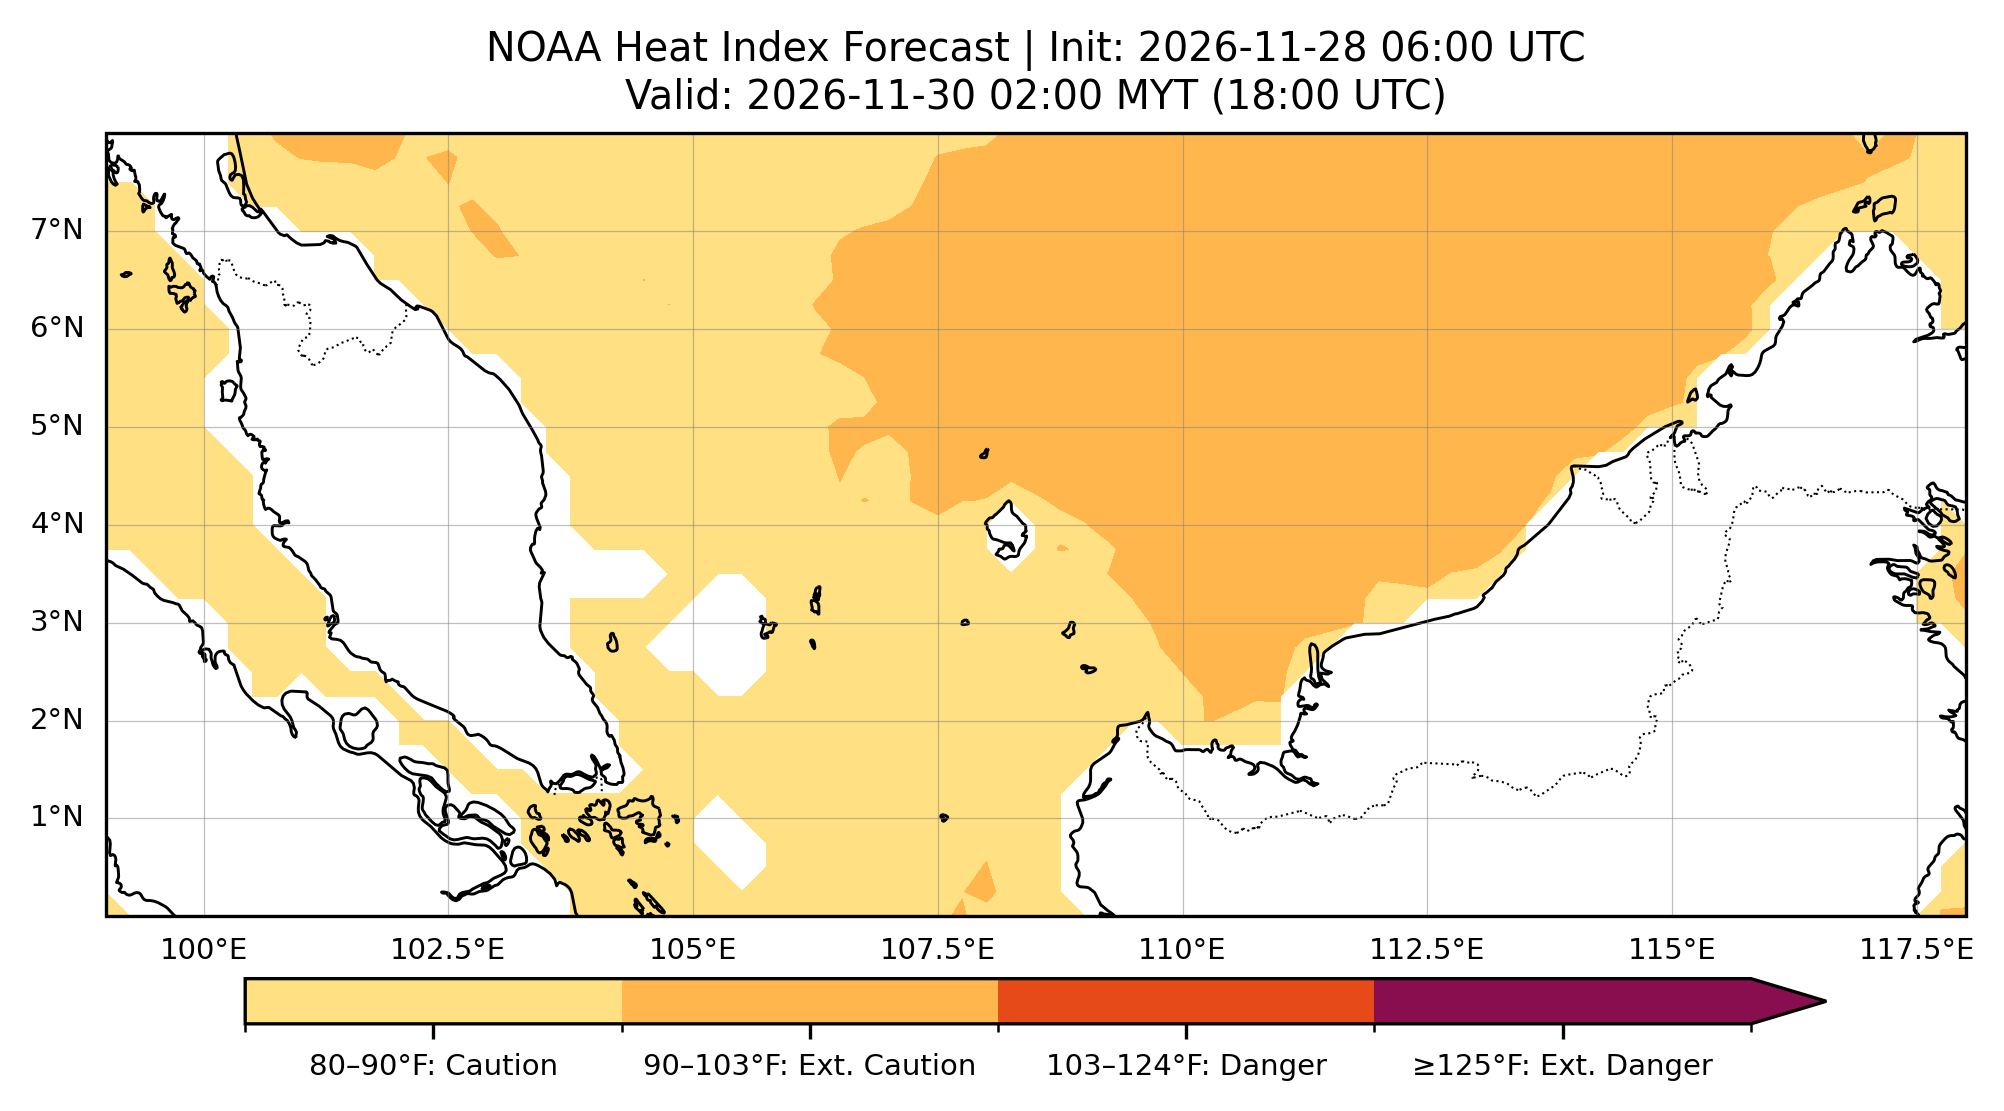 NOAA Heat Index Forecast | Init: 2026-11-28 06:00 UTC
Valid: 2026-11-30 02:00 MYT (18:00 UTC)
7°N
6°N
5°N
4°N
3°N
2°N
1°N
100°E 102.5°E 105°E 107.5°E 110°E 112.5°E 115°E 117.5°E
80–90°F: Caution 90–103°F: Ext. Caution 103–124°F: Danger ≥125°F: Ext. Danger